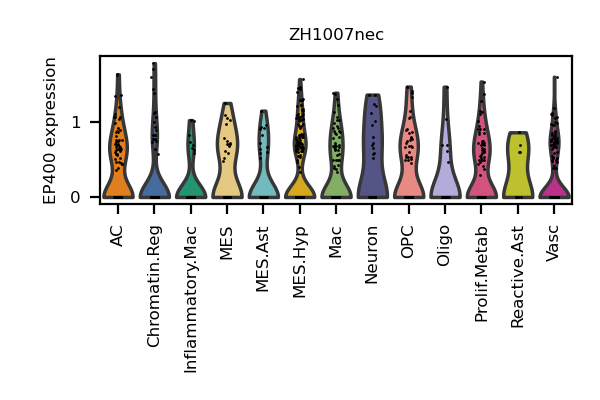 ZH1007nec
EP400 expression
1
0
AC
Chromatin.Reg
Inflammatory.Mac
MES
MES.Ast
MES.Hyp
Mac
Neuron
OPC
Oligo
Prolif.Metab
Reactive.Ast
Vasc